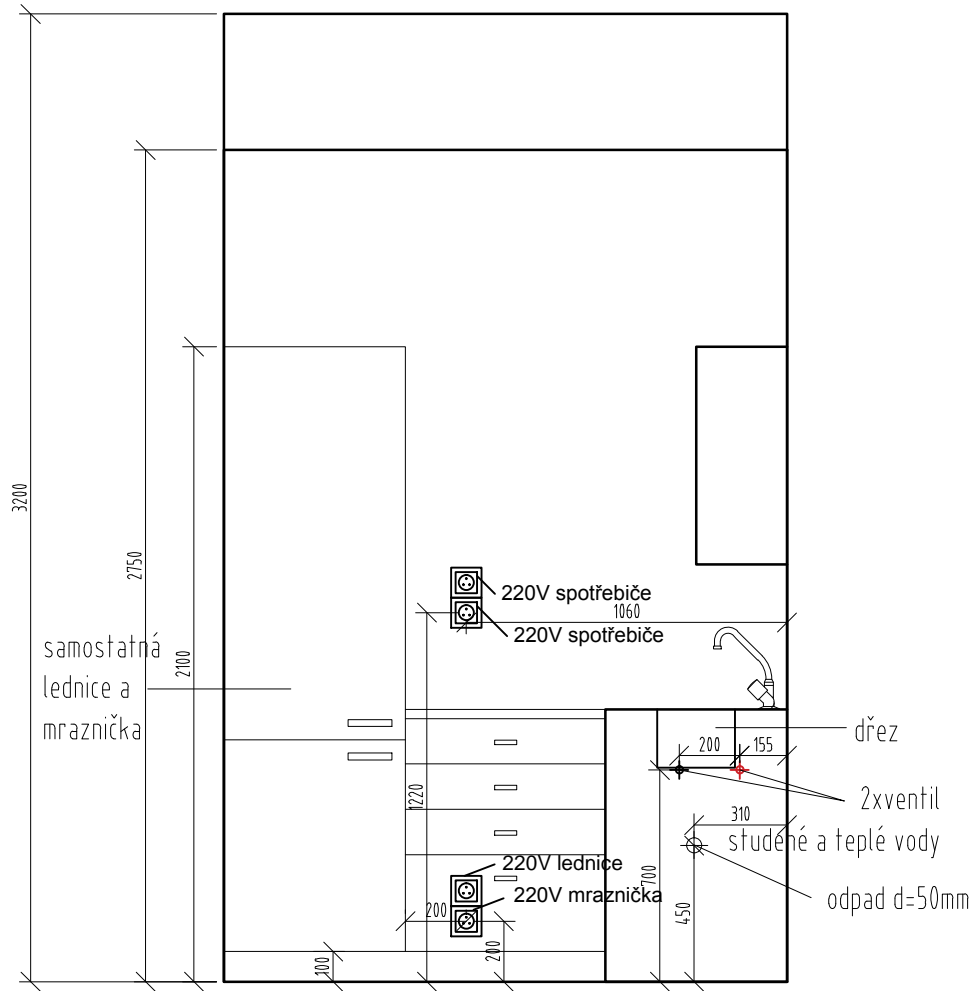 3200
2750
2100
samostatná
lednice a
mraznička
220V spotřebiče
1060
220V spotřebiče
dřez
200
155
1220
2xventil
310
studené a teplé vody
700
220V lednice
220V mraznička
odpad d=50mm
200
450
200
100